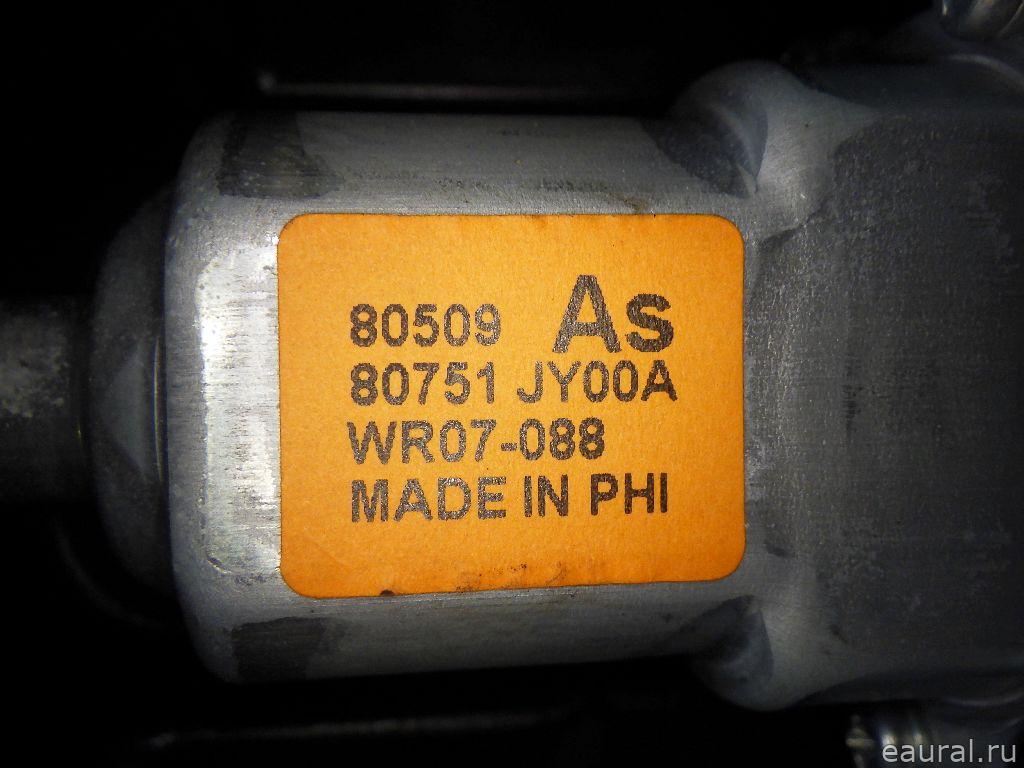 80509 As
80751 JY00A
WR07-088
MADE IN PHI
eaural.ru